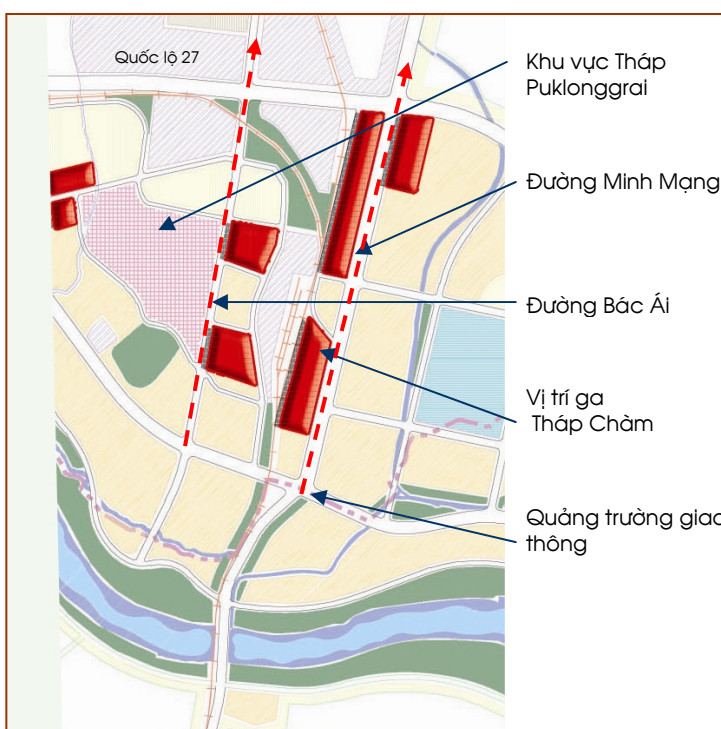 Quốc lộ 27
Khu vực Tháp
Puklonggrai
Đường Minh Mạng
Đường Bác Ái
Vị trí ga
Tháp Chàm
Quảng trường giao
thông